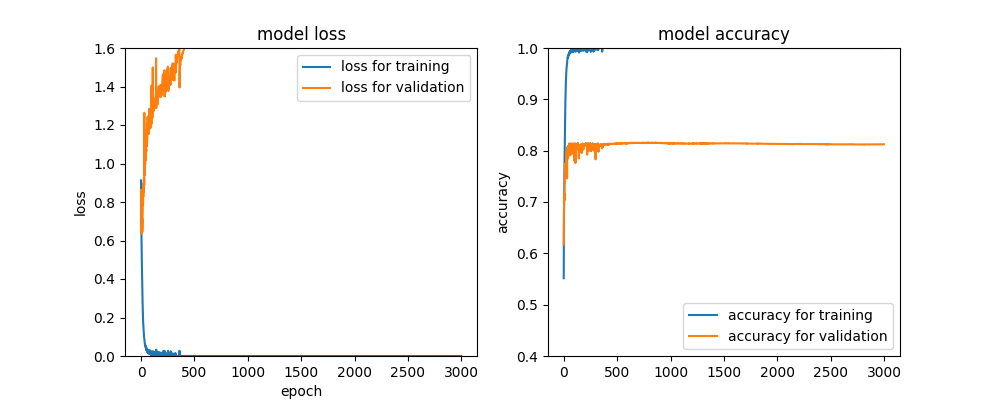 model loss
loss
1.6
1.4
1.2
1.0
0.8
0.6
0.4
0.2
0.0
loss for training
loss for validation
0 500 1000 1500 2000 2500 3000
epoch
model accuracy
accuracy
1.0
0.9
0.8
0.7
0.6
0.5
0.4
accuracy for training
accuracy for validation
0 500 1000 1500 2000 2500 3000